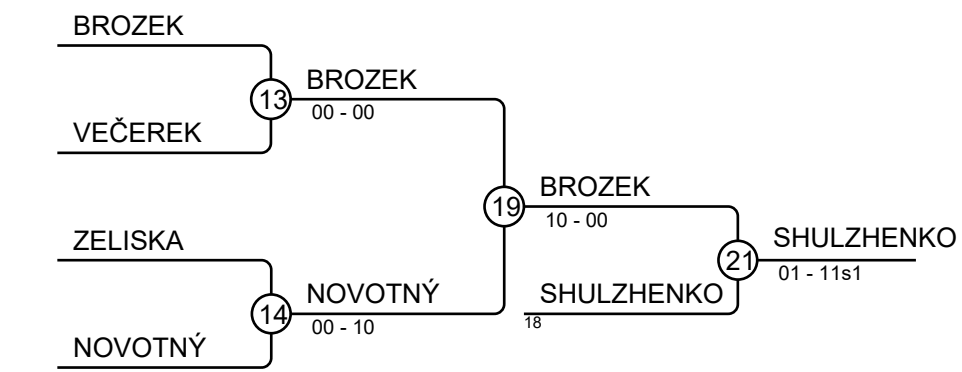 BROZEK
13
BROZEK
00 - 00
VEČEREK
19
BROZEK
10 - 00
ZELISKA
21
SHULZHENKO
01 - 11s1
14
NOVOTNÝ
00 - 10
SHULZHENKO
18
NOVOTNÝ